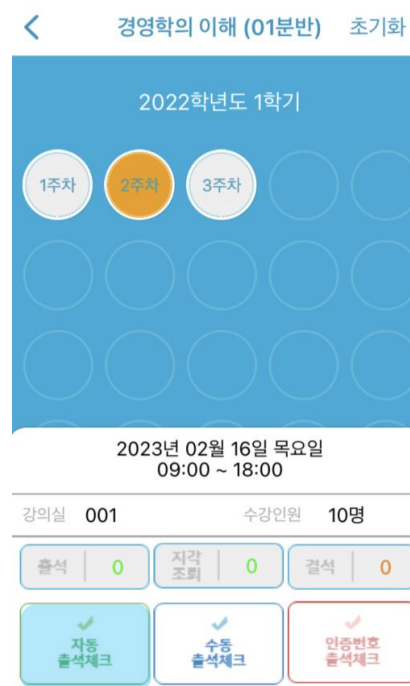 경영학의 이해 (01분반) 초기화
2022학년도 1학기
1주차 2주차 3주차
2023년 02월 16일 목요일
09:00 ~ 18:00
강의실 001 수강인원 10명
출석 0 지각 조퇴 0 결석 0
자동 출석체크
수동 출석체크
인증번호 출석체크